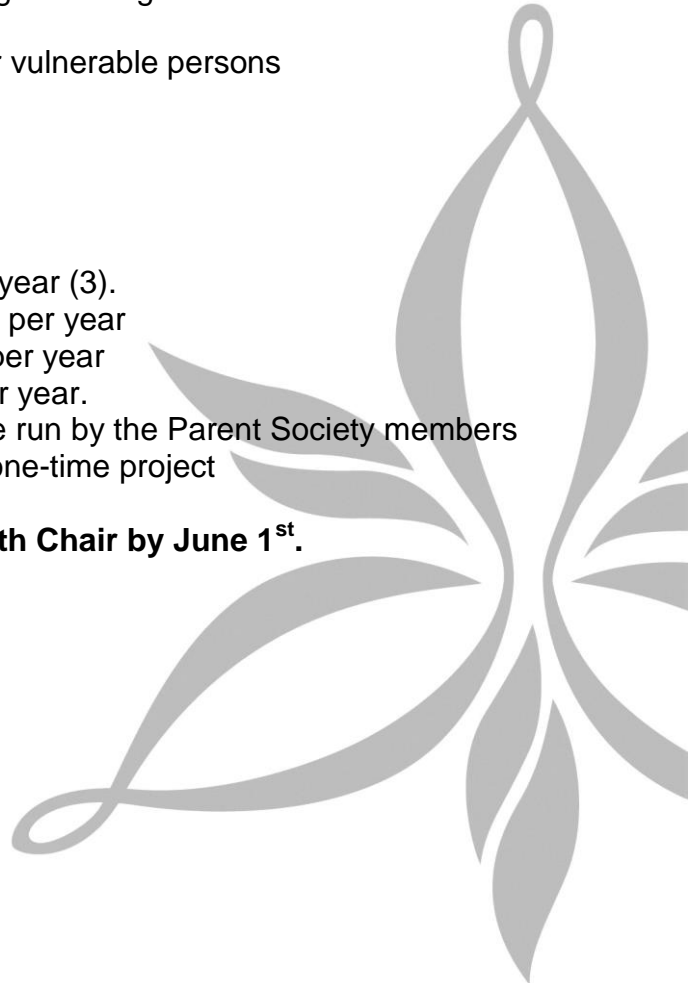 r vulnerable persons
year (3).
per year
per year
r year.
e run by the Parent Society members
one-time project
th Chair by June 1st.